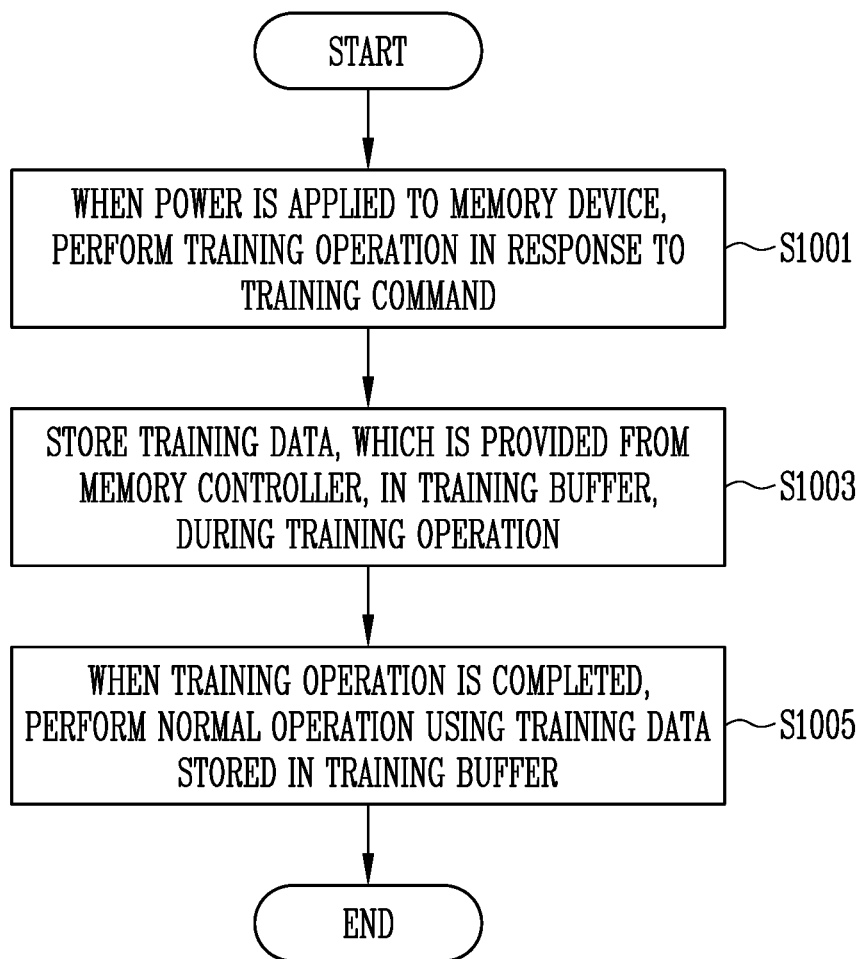 START
WHEN POWER IS APPLIED TO MEMORY DEVICE,
PERFORM TRAINING OPERATION IN RESPONSE TO
TRAINING COMMAND
S1001
STORE TRAINING DATA, WHICH IS PROVIDED FROM
MEMORY CONTROLLER, IN TRAINING BUFFER,
DURING TRAINING OPERATION
S1003
WHEN TRAINING OPERATION IS COMPLETED,
PERFORM NORMAL OPERATION USING TRAINING DATA
STORED IN TRAINING BUFFER
S1005
END